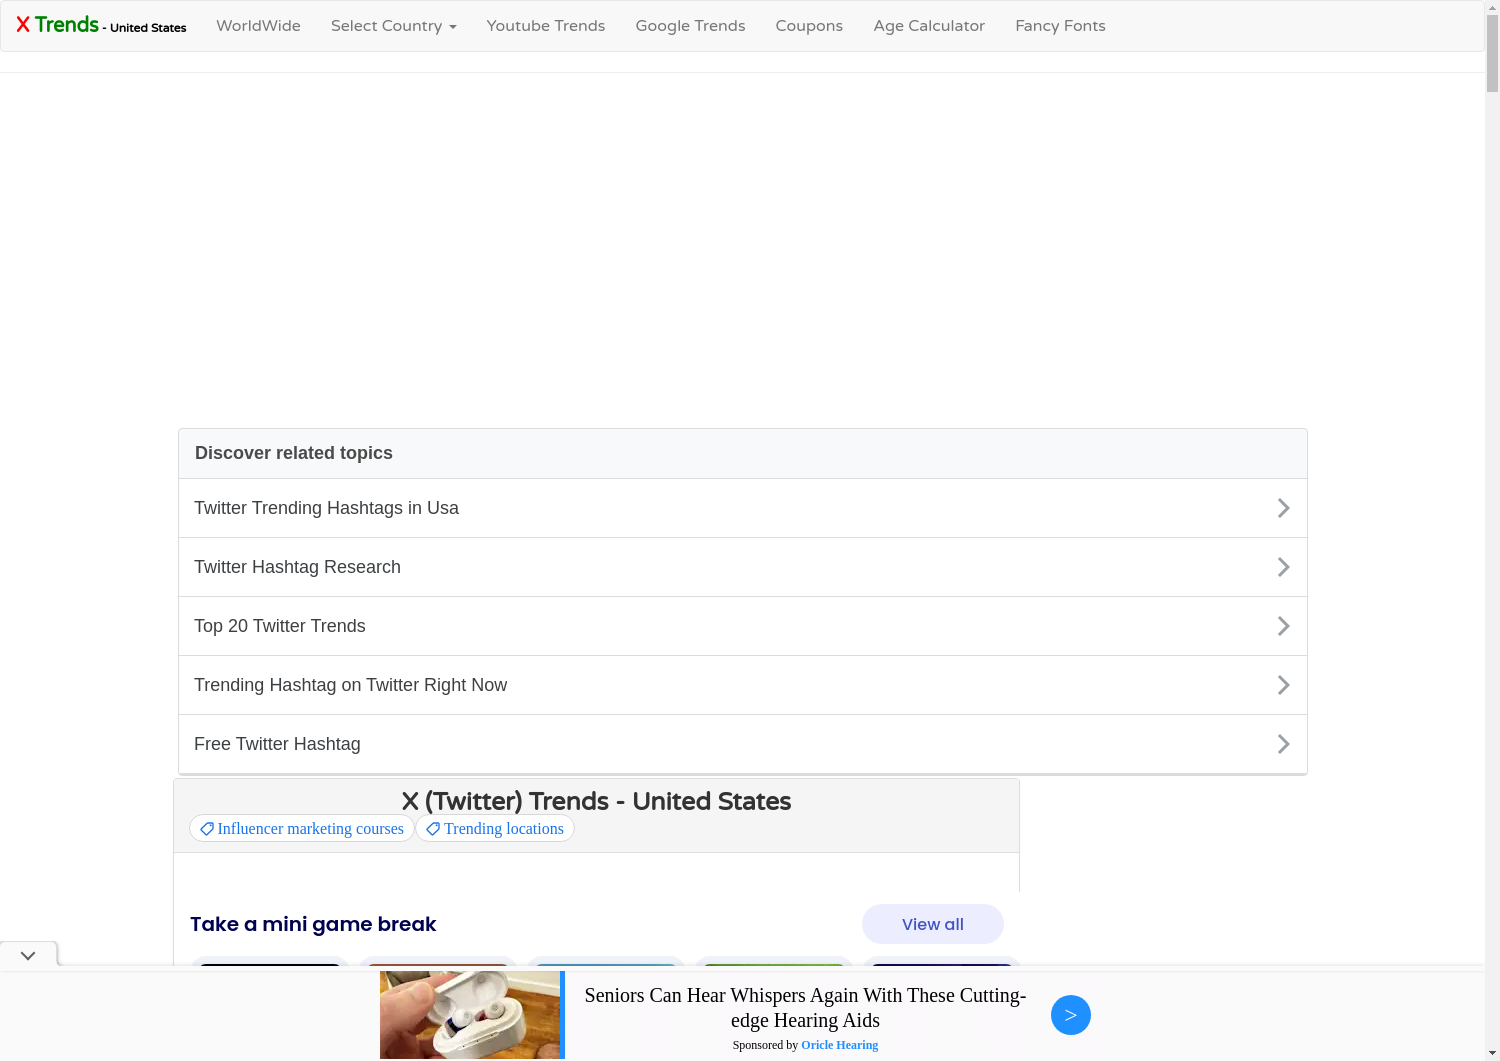 X Trends - United States
WorldWide
Select Country
Youtube Trends
Google Trends
Coupons
Age Calculator
Fancy Fonts
Discover related topics
Twitter Trending Hashtags in Usa
Twitter Hashtag Research
Top 20 Twitter Trends
Trending Hashtag on Twitter Right Now
Free Twitter Hashtag
X (Twitter) Trends - United States
Influencer marketing courses
Trending locations
Take a mini game break
View all
Seniors Can Hear Whispers Again With These Cutting-
edge Hearing Aids
Sponsored by Oricle Hearing
>